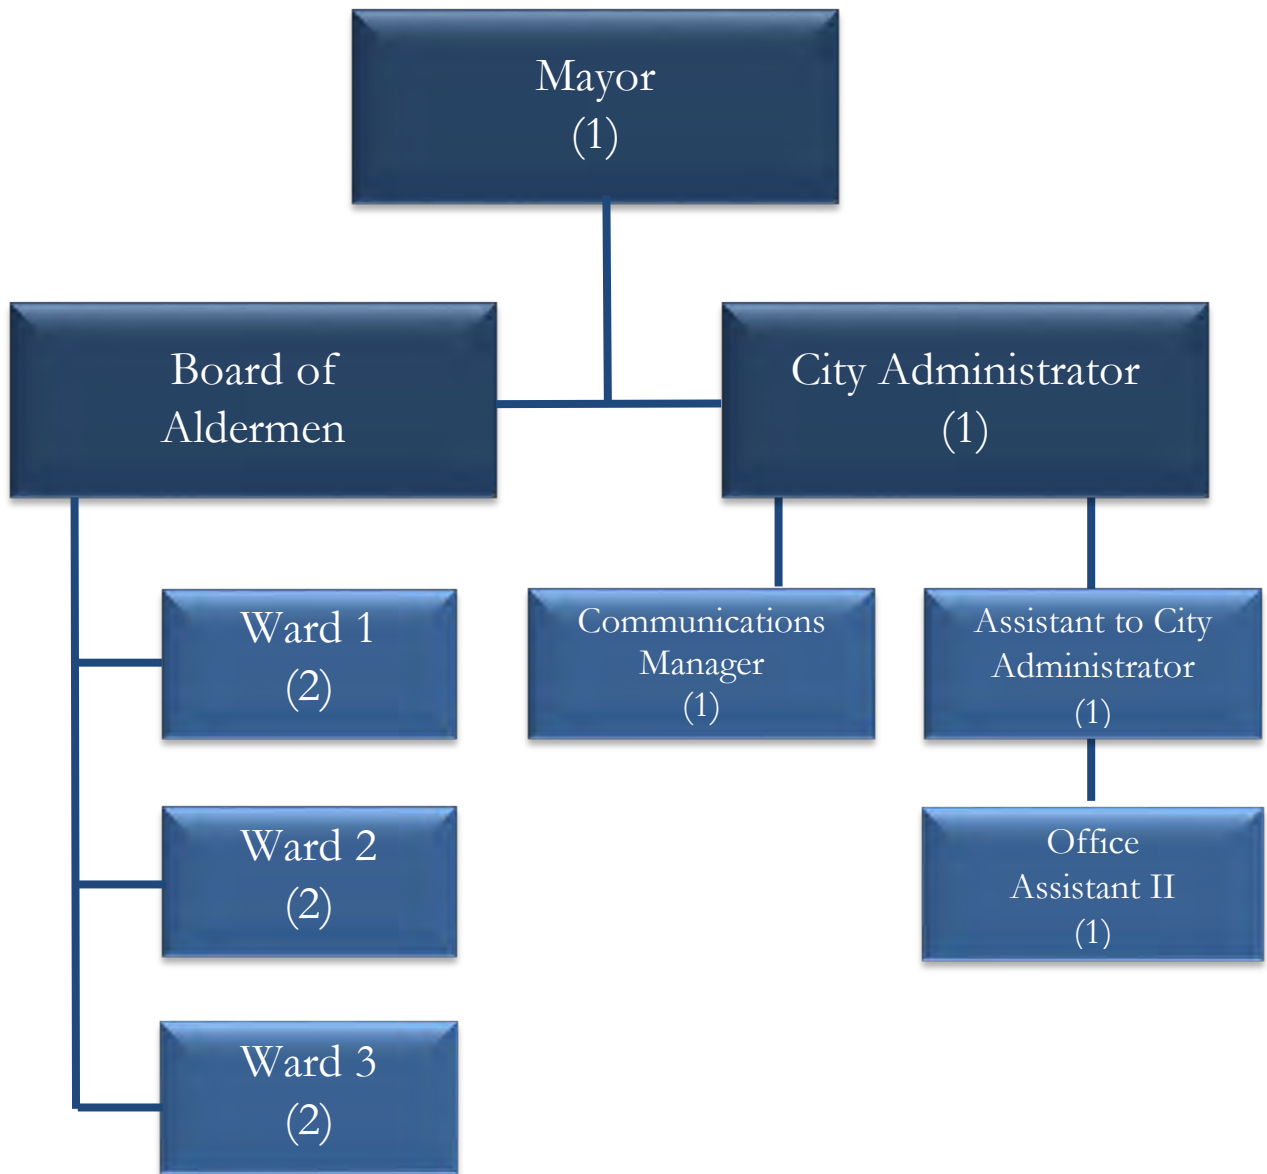 Mayor
(1)
Board of
Aldermen
City Administrator
(1)
Ward 1
(2)
Communications
Manager
(1)
Assistant to City
Administrator
(1)
Ward 2
(2)
Office
Assistant II
(1)
Ward 3
(2)